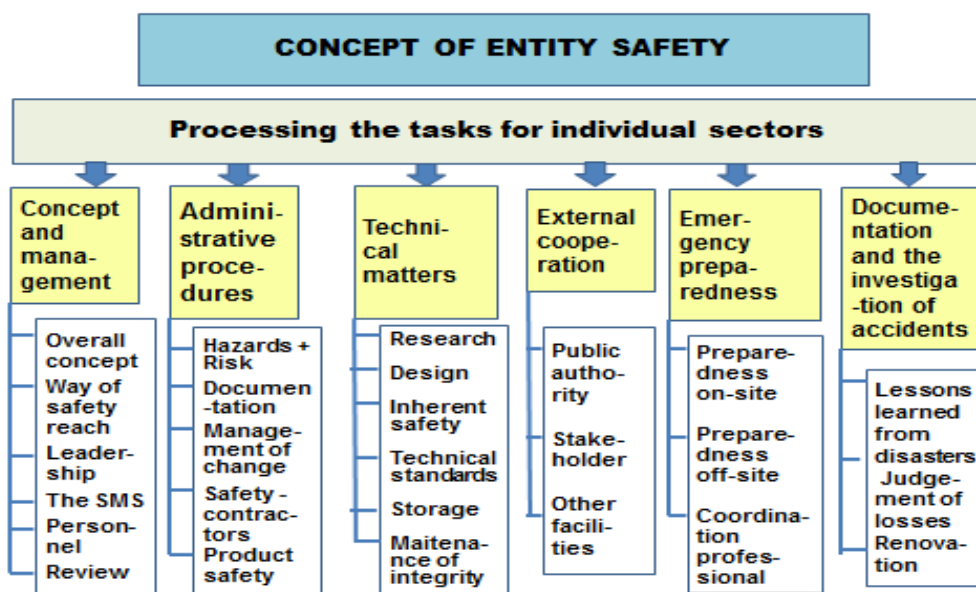 CONCEPT OF ENTITY SAFETY
Processing the tasks for individual sectors
Concept
and
mana-
gement
Overall
concept
Way of
safety
reach
Leader-
ship
The SMS
Person-
nel
Review
Admini-
strative
proce-
dures
Hazards +
Risk
Documen
-tation
Manage-
ment of
change
Safety -
contrac-
tors
Product
safety
Techni-
cal
matters
Research
Design
Inherent
safety
Technical
standards
Storage
Maitena-
nce of
integrity
External
coope-
ration
Public
autho-
rity
Stake-
holder
Other
facili-
ties
Emer-
gency
prepa-
redness
Prepare-
dness
on-site
Prepare-
dness
off-site
Coordina-
tion
profes-
sional
Docume-
ntation
and the
investiga
-tion of
accidents
Lessons
learned
from
disasters
Judge-
ment of
losses
Renova-
tion